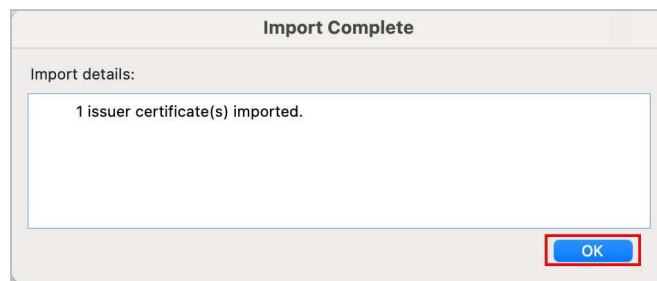 Import Complete
Import details:
1 issuer certificate(s) imported.
OK